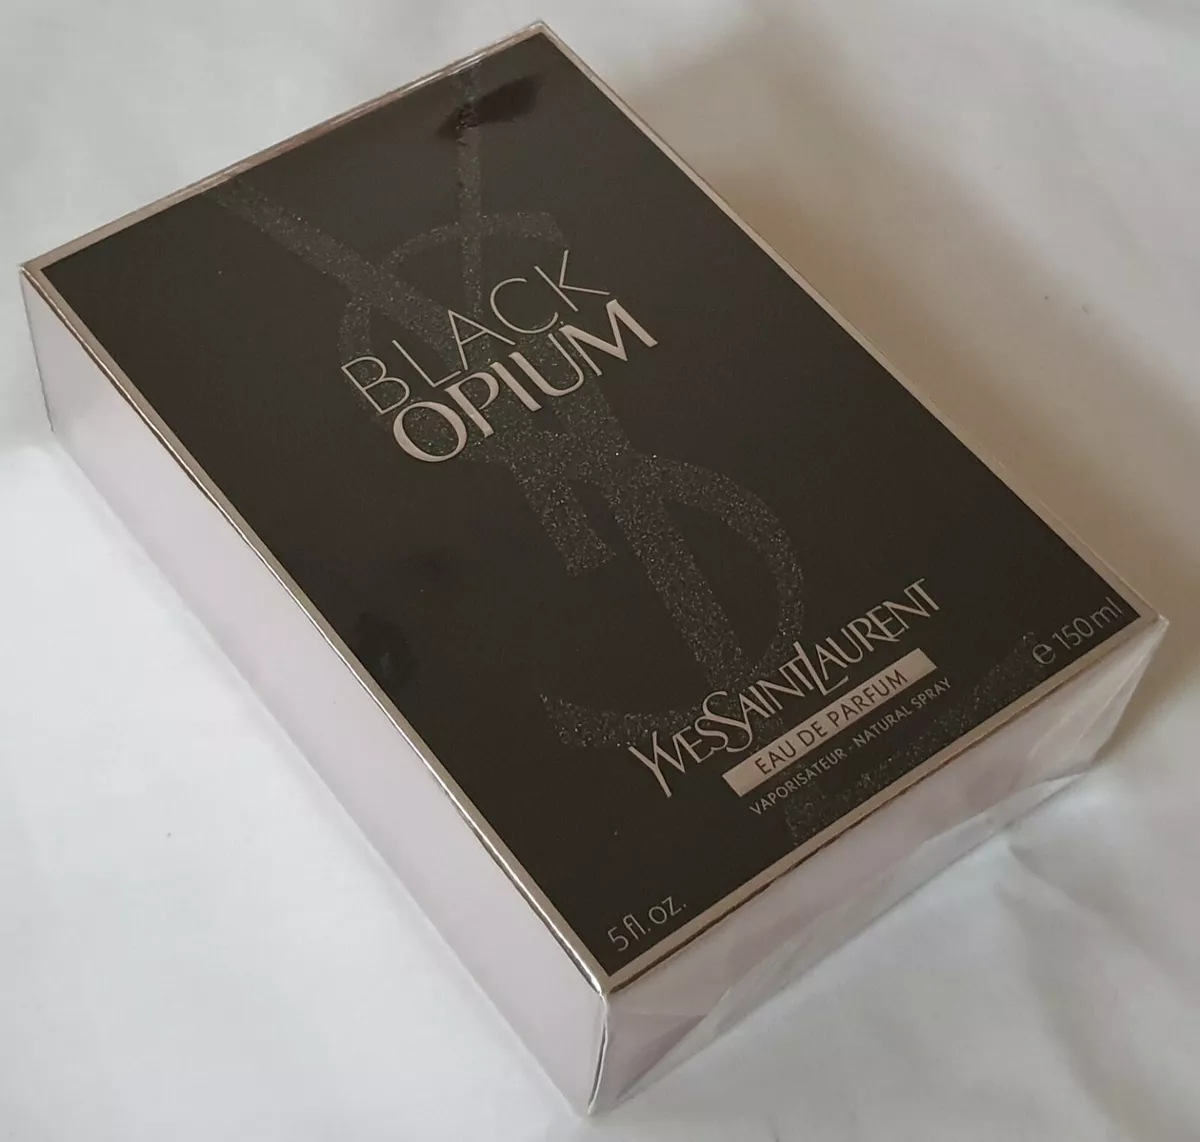 BLACK
OPIUM
YVESSAINTLAURENT
EAU DE PARFUM
VAPORISATEUR - NATURAL SPRAY
5 fl. oz.
℮ 150 ml